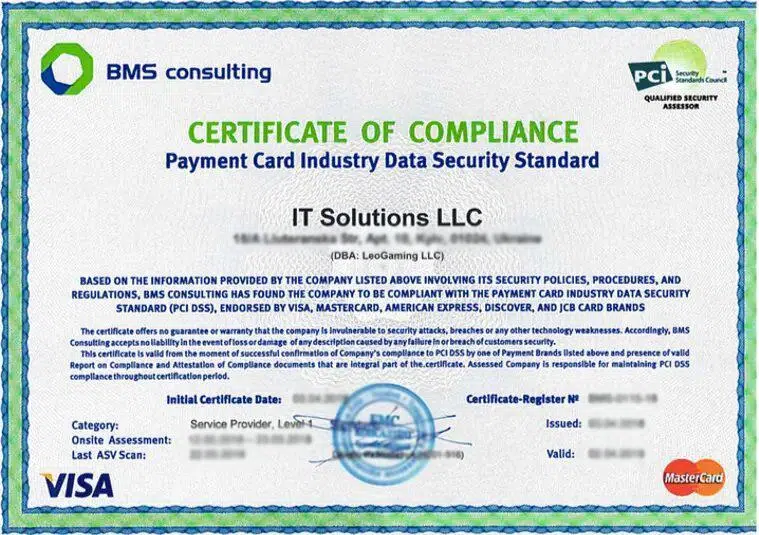 BMS consulting
PCi Security Standards Council
QUALIFIED SECURITY
ASSESSOR
CERTIFICATE OF COMPLIANCE
Payment Card Industry Data Security Standard
IT Solutions LLC
(DBA: LeoGaming LLC)
BASED ON THE INFORMATION PROVIDED BY THE COMPANY LISTED ABOVE INVOLVING ITS SECURITY POLICIES, PROCEDURES, AND
REGULATIONS, BMS CONSULTING HAS FOUND THE COMPANY TO BE COMPLIANT WITH THE PAYMENT CARD INDUSTRY DATA SECURITY
STANDARD (PCI DSS), ENDORSED BY VISA, MASTERCARD, AMERICAN EXPRESS, DISCOVER, AND JCB CARD BRANDS
The certificate offers no guarantee or warranty that the company is invulnerable to security attacks, breaches or any other technology weaknesses. Accordingly, BMS
Consulting accepts no liability in the event of loss or damage of any description caused by any failure in or breach of customers security.
This certificate is valid from the moment of successful confirmation of Company's compliance to PCI DSS by one of Payment Brands listed above and presence of valid
Report on Compliance and Attestation of Compliance documents that are integral part of the.certificate. Assessed Company is responsible for maintaining PCI DSS
compliance throughout certification period.
Initial Certificate Date:
Certificate-Register №
Category: Service Provider, Level 1
Issued:
Onsite Assessment:
Last ASV Scan:
Valid:
VISA
MasterCard